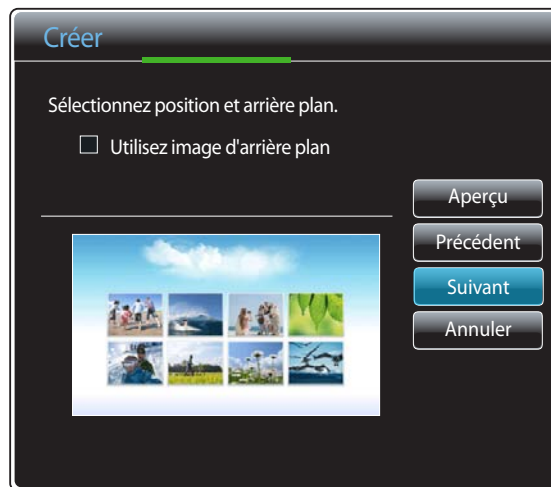 Créer
Sélectionnez position et arrière plan.
Utilisez image d'arrière plan
Aperçu
Précédent
Suivant
Annuler